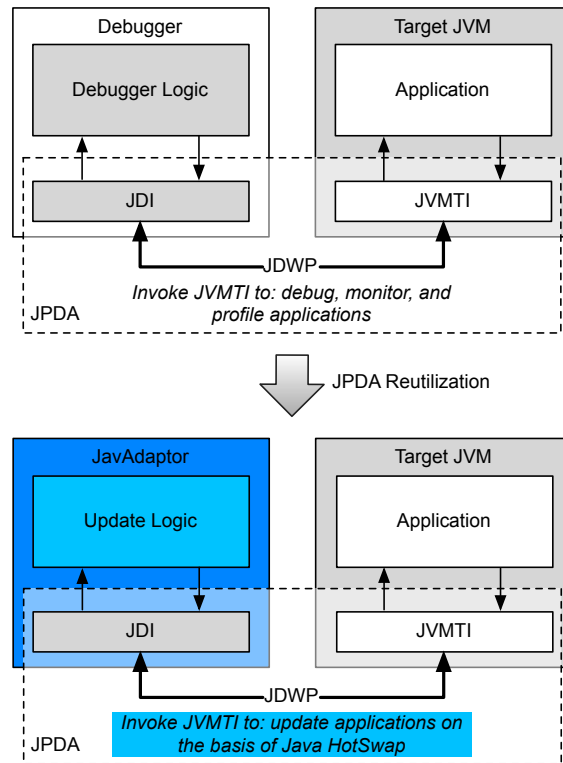 Debugger
Target JVM
Debugger Logic
Application
JDI
JVMTI
JDWP
Invoke JVMTI to: debug, monitor, and
profile applications
JPDA
JPDA Reutilization
JavAdaptor
Target JVM
Update Logic
Application
JDI
JVMTI
JDWP
Invoke JVMTI to: update applications on
the basis of Java HotSwap
JPDA